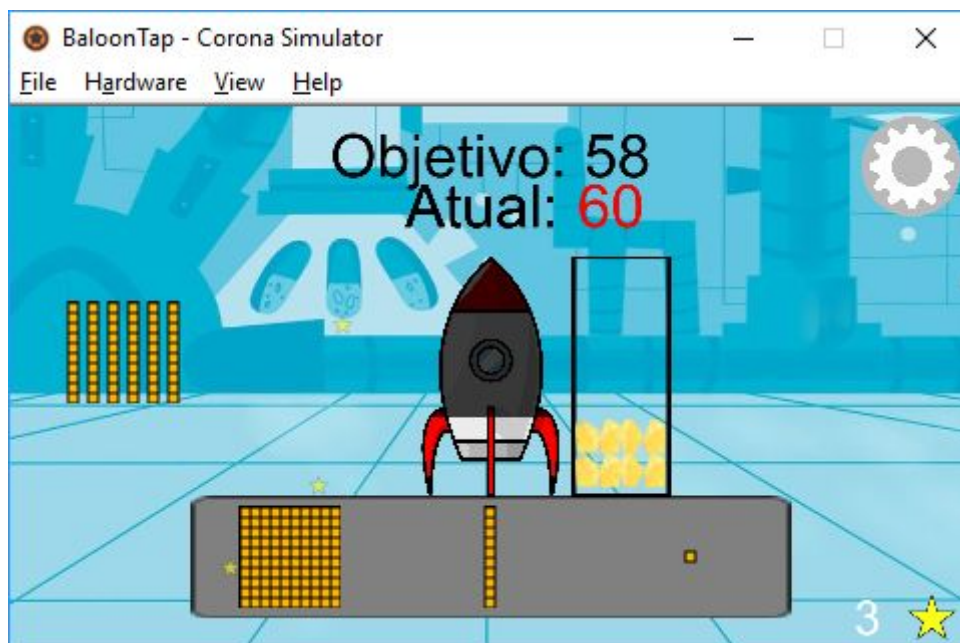 BaloonTap - Corona Simulator
File Hardware View Help
Objetivo: 58
Atual: 60
3